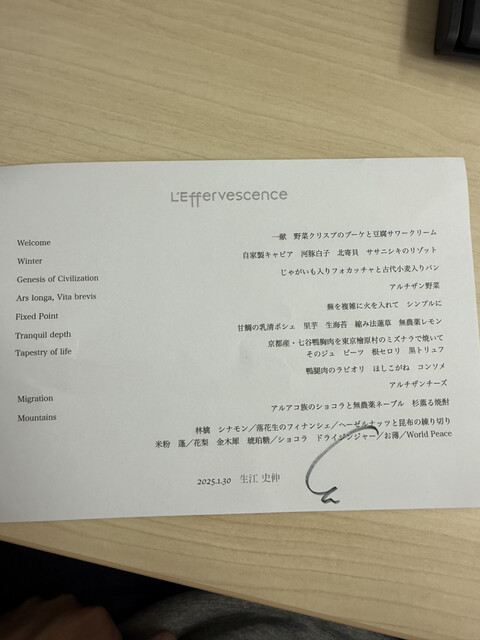 L'Effervescence
Welcome 一献 野菜クリスプのブーケと豆腐サワークリーム
Winter 自家製キャビア 河豚白子 北寄貝 ササニシキのリゾット
Genesis of Civilization じゃがいも入りフォカッチャと古代小麦入りパン
Ars longa, Vita brevis アルチザン野菜
Fixed Point 蕪を複雑に火を入れて シンプルに
Tranquil depth 甘鯛の乳清ポシェ 里芋 生海苔 縮み法蓮草 無農薬レモン
Tapestry of life 京都産・七谷鴨胸肉を東京檜原村のミズナラで焼いて
そのジュ ビーツ 根セロリ 黒トリュフ
鴨腿肉のラビオリ ほしこがね コンソメ
アルチザンチーズ
Migration アルアコ族のショコラと無農薬ネーブル 杉薫る焼酎
Mountains 林檎 シナモン／落花生のフィナンシェ／ヘーゼルナッツと昆布の練り切り
米粉 蓬／花梨 金木犀 琥珀糖／ショコラ ドライジンジャー／お薄／World Peace
2025.1.30 生江 史伸